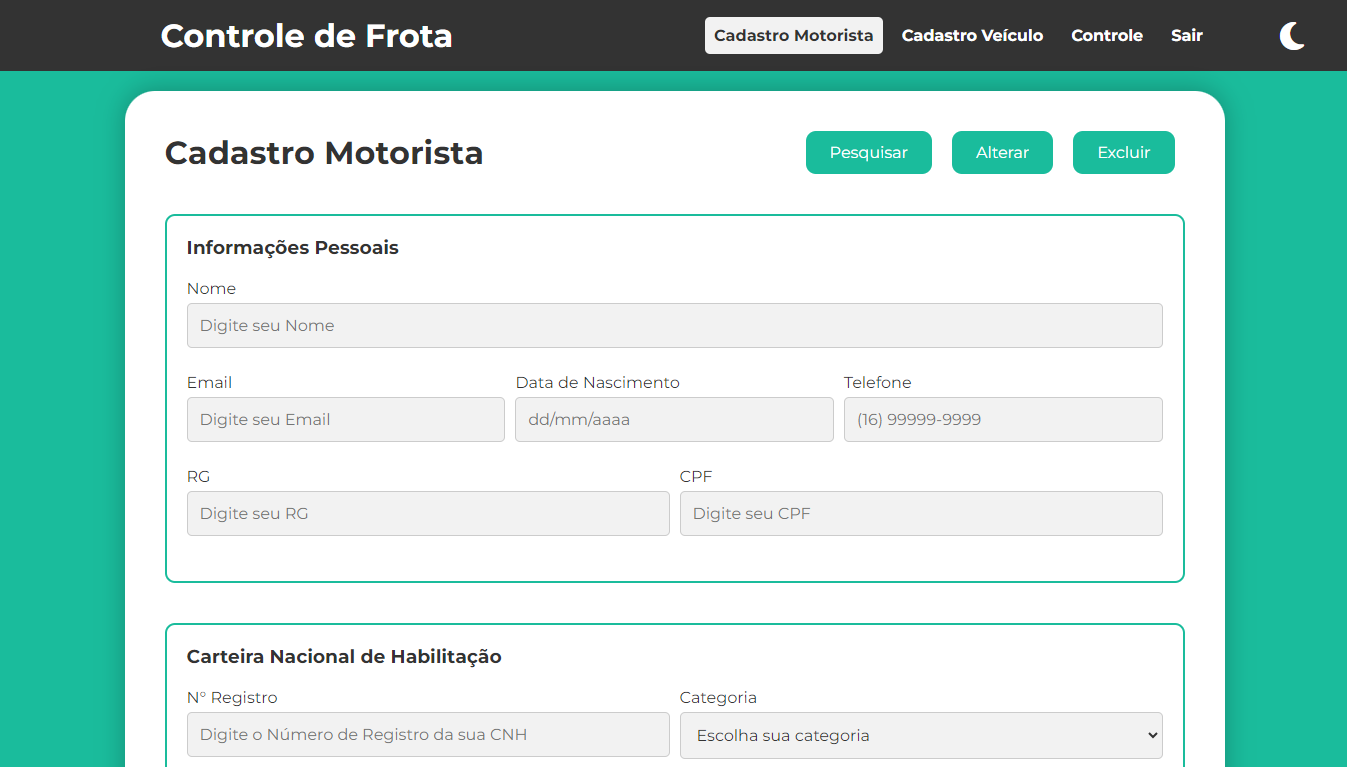 Controle de Frota
Cadastro Motorista Cadastro Veículo Controle Sair
Cadastro Motorista
Pesquisar Alterar Excluir
Informações Pessoais
Nome
Digite seu Nome
Email Data de Nascimento Telefone
Digite seu Email dd/mm/aaaa (16) 99999-9999
RG CPF
Digite seu RG Digite seu CPF
Carteira Nacional de Habilitação
N° Registro Categoria
Digite o Número de Registro da sua CNH Escolha sua categoria